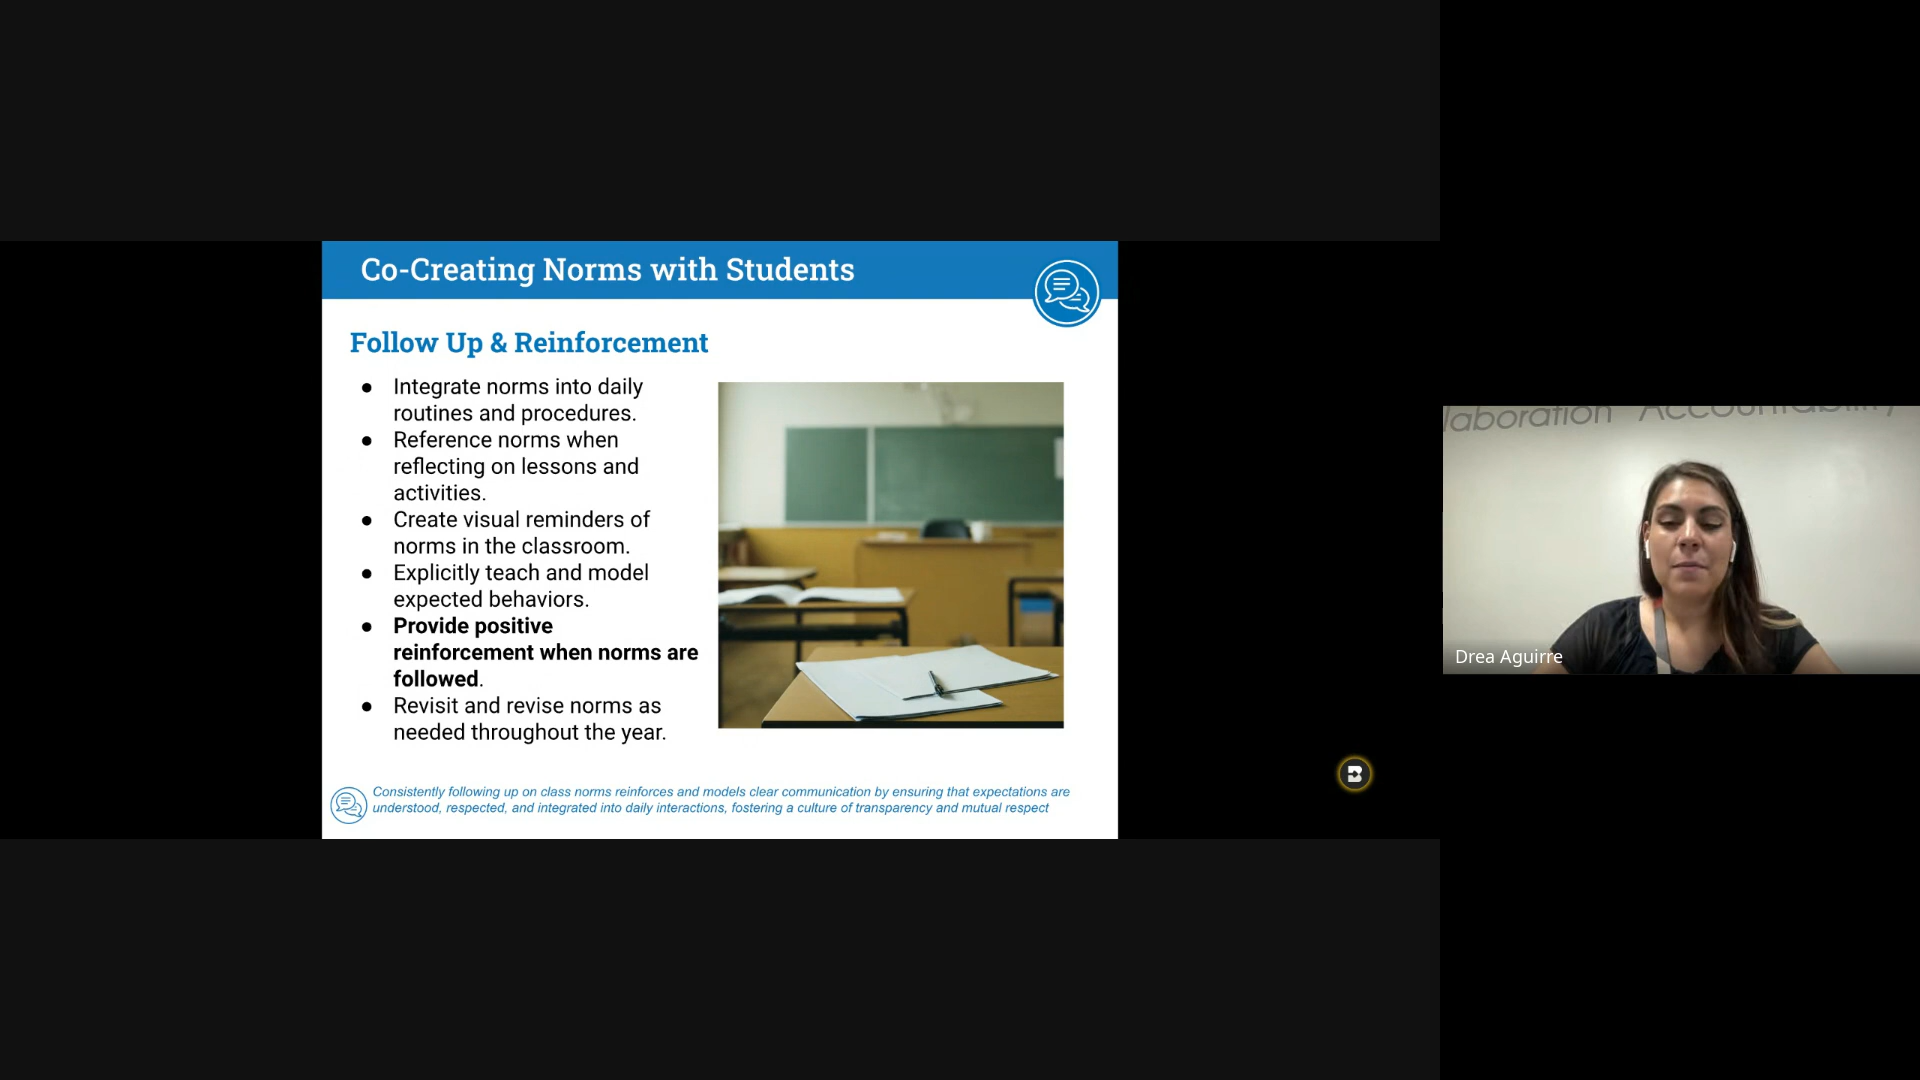 Co-Creating Norms with Students
Follow Up & Reinforcement
● Integrate norms into daily
routines and procedures.
● Reference norms when
reflecting on lessons and
activities.
● Create visual reminders of
norms in the classroom.
● Explicitly teach and model
expected behaviors.
● Provide positive
reinforcement when norms are
followed.
● Revisit and revise norms as
needed throughout the year.
Consistently following up on class norms reinforces and models clear communication by ensuring that expectations are
understood, respected, and integrated into daily interactions, fostering a culture of transparency and mutual respect
laboration Accountability
Drea Aguirre
B